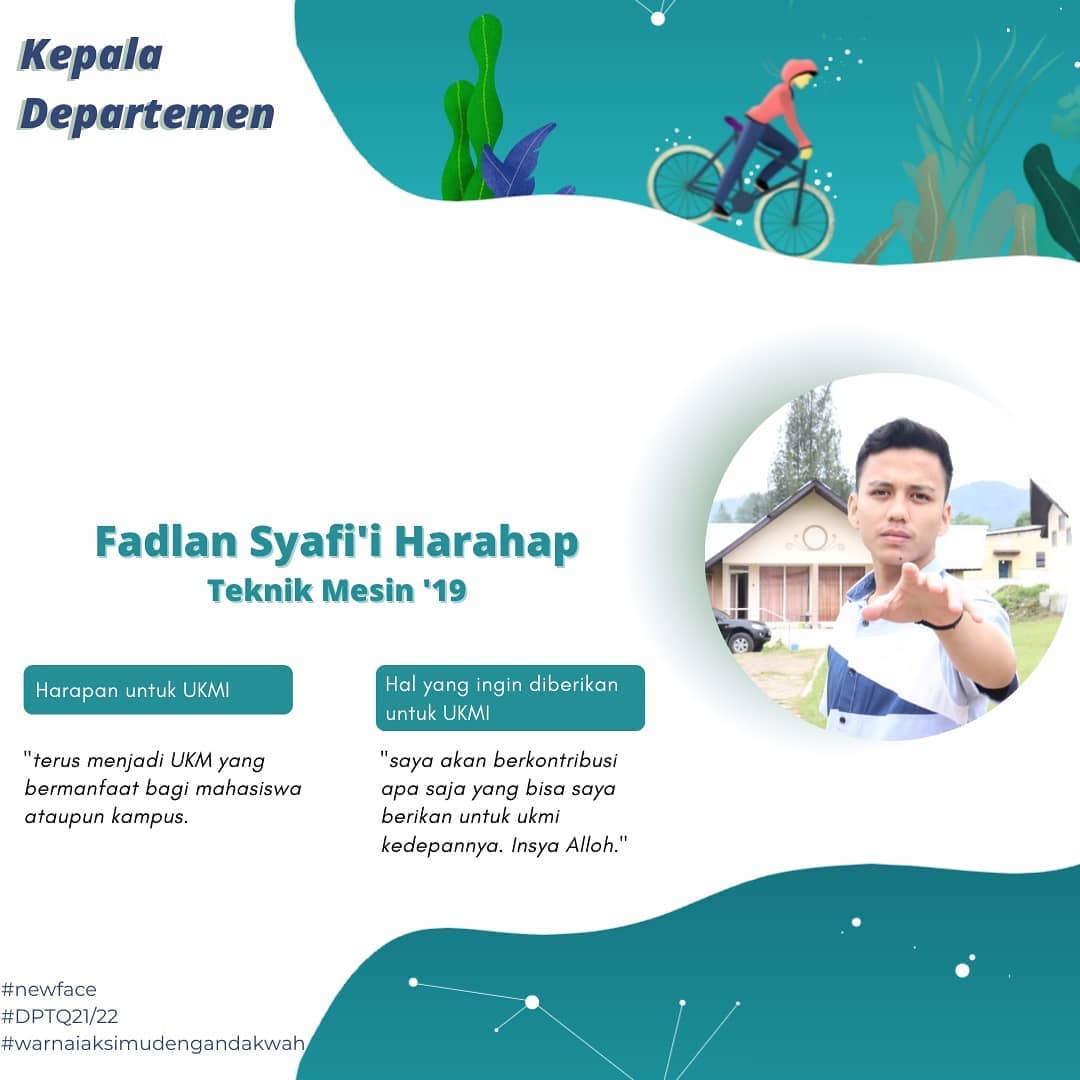 Kepala
Departemen
Fadlan Syafi'i Harahap
Teknik Mesin '19
Harapan untuk UKMI
"terus menjadi UKM yang
bermanfaat bagi mahasiswa
ataupun kampus.
Hal yang ingin diberikan
untuk UKMI
"saya akan berkontribusi
apa saja yang bisa saya
berikan untuk ukmi
kedepannya. Insya Alloh."
#newface
#DPTQ21/22
#warnaiaksimudengandakwah